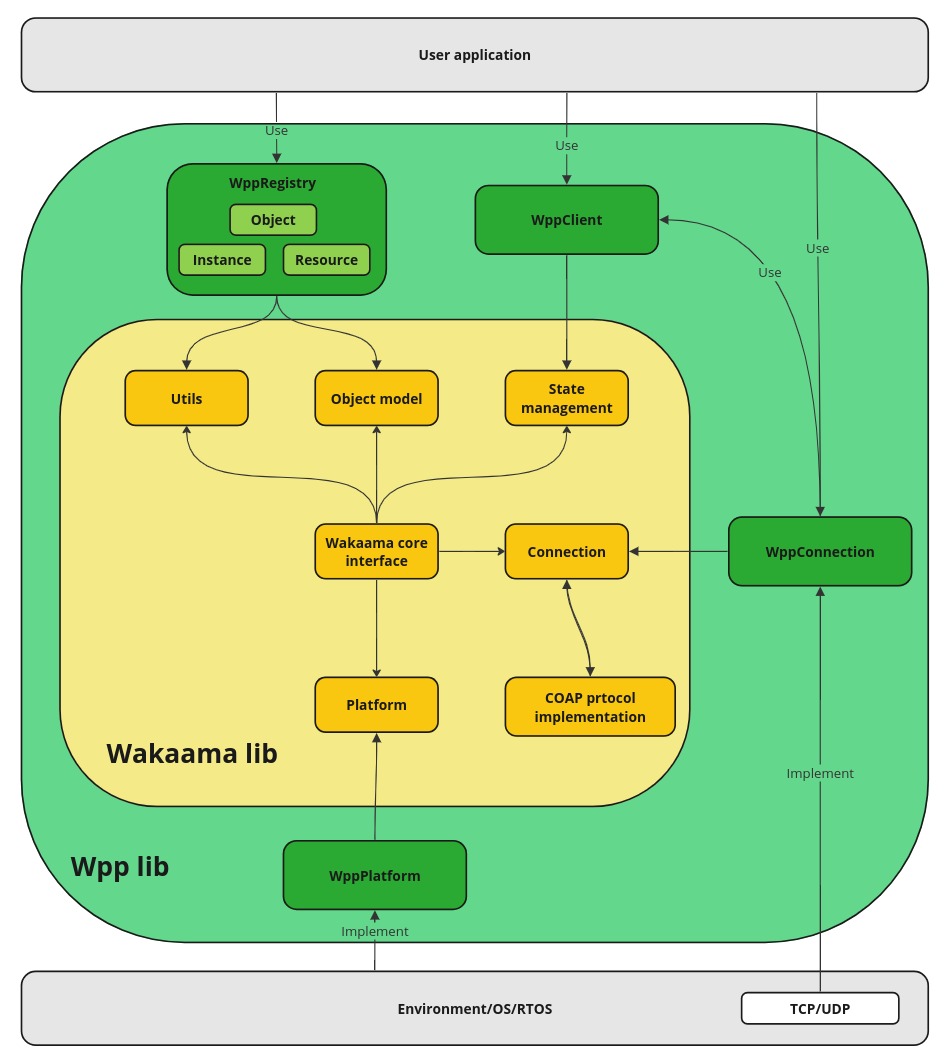 User application
Use
Use
Use
Use
WppRegistry
Object
Instance
Resource
WppClient
Utils
Object model
State
management
Wakaama core
interface
Connection
WppConnection
Platform
COAP prtocol
implementation
Wakaama lib
Implement
Wpp lib
WppPlatform
Implement
Environment/OS/RTOS
TCP/UDP